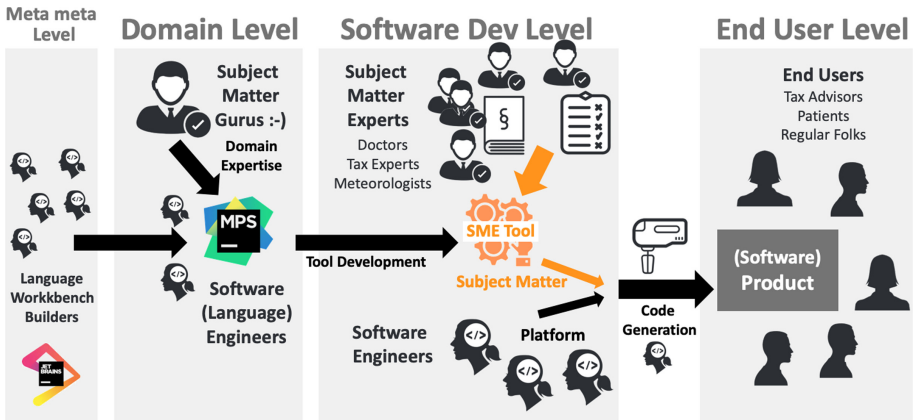 Meta meta
Level
Domain Level
Software Dev Level
End User Level
Subject
Matter
Gurus :-)
Domain
Expertise
MPS
Language
Workkbench
Builders
JET
BRAINS
Software
(Language)
Engineers
Tool Development
Subject
Matter
Experts
Doctors
Tax Experts
Meteorologists
§
SME Tool
Subject Matter
Software
Engineers
Platform
Code
Generation
End Users
Tax Advisors
Patients
Regular Folks
(Software)
Product